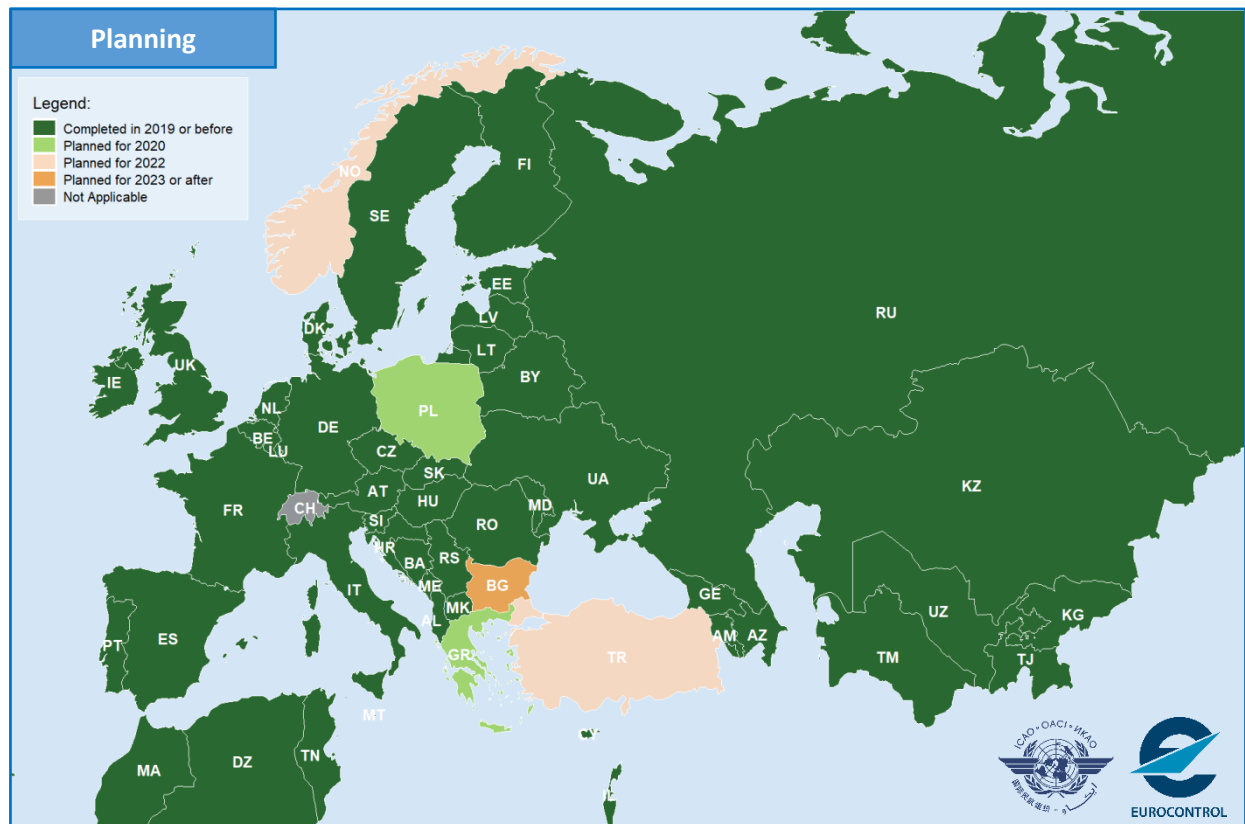 Planning
Legend:
Completed in 2019 or before
Planned for 2020
Planned for 2022
Planned for 2023 or after
Not Applicable
NO
FI
SE
EE
RU
LV
DK
LT
UK
BY
IE
NL
PL
DE
BE
LU
CZ
SK
UA
KZ
AT
HU
FR
CH
MD
SI
RO
HR
BA
RS
IT
ME
BG
GE
MK
UZ
KG
AL
AM
AZ
PT
ES
GR
TR
TM
TJ
MT
CY
TN
DZ
MA
IL
ICAO • OACI • ИКАО
EUROCONTROL